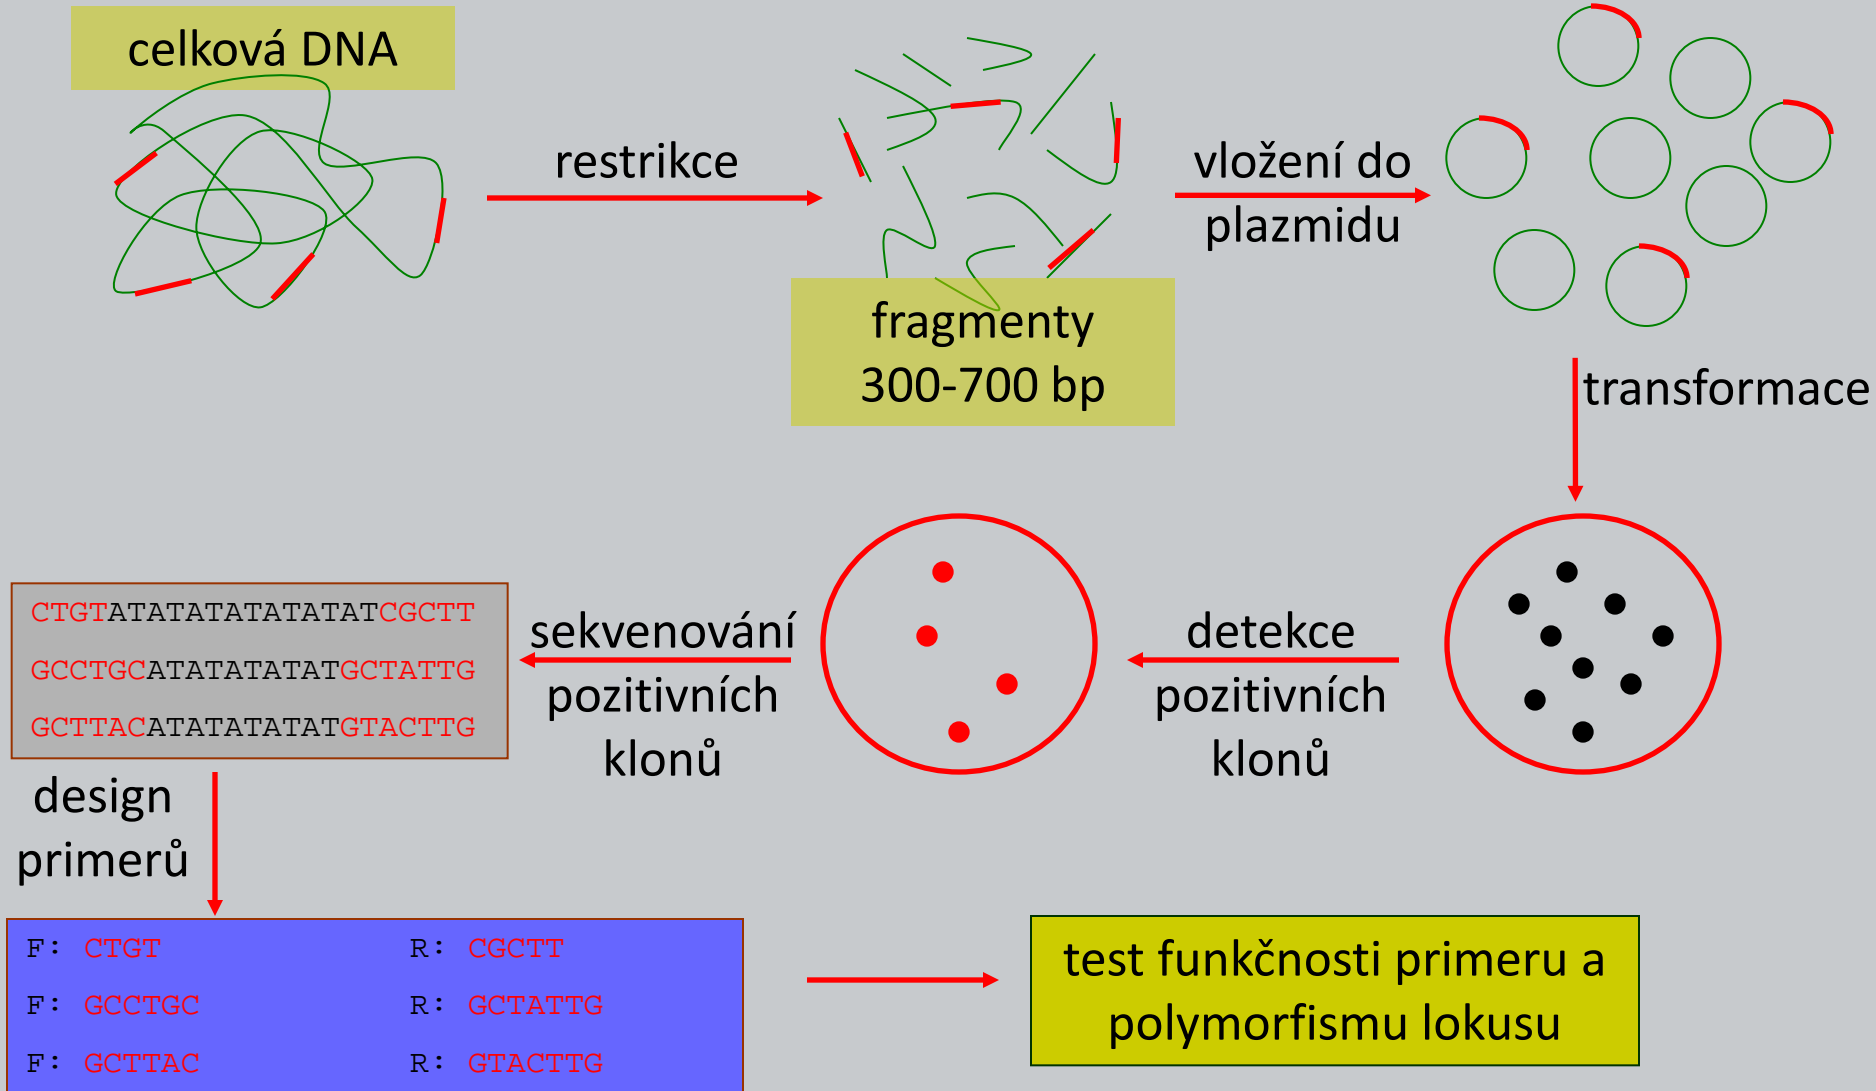 celková DNA
restrikce
fragmenty
300-700 bp
vložení do
plazmidu
transformace
detekce
pozitivních
klonů
sekvenování
pozitivních
klonů
CTGTATATATATATATATCGCTT
GCCTGCATATATATATGCTATTG
GCTTACATATATATATGTACTTG
design
primerů
F: CTGT R: CGCTT
F: GCCTGC R: GCTATTG
F: GCTTAC R: GTACTTG
test funkčnosti primeru a
polymorfismu lokusu